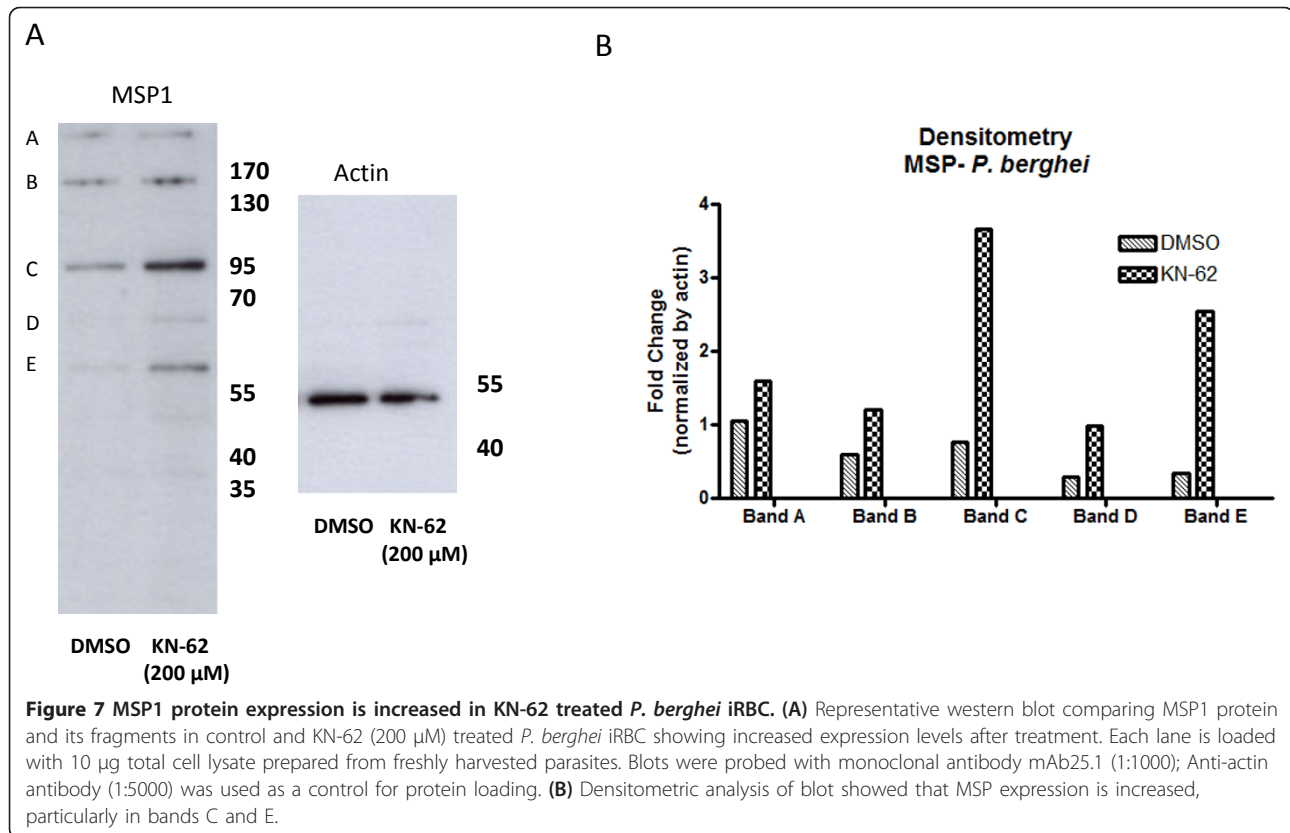 A
MSP1
A
B
C
D
E
170
130
95
70
55
40
35
DMSO KN-62
(200 µM)
Actin
55
40
DMSO KN-62
(200 µM)
B
Densitometry
MSP- P. berghei
Fold Change
(normalized by actin)
4
3
2
1
0
DMSO
KN-62
Band A Band B Band C Band D Band E
Figure 7 MSP1 protein expression is increased in KN-62 treated P. berghei iRBC. (A) Representative western blot comparing MSP1 protein
and its fragments in control and KN-62 (200 µM) treated P. berghei iRBC showing increased expression levels after treatment. Each lane is loaded
with 10 µg total cell lysate prepared from freshly harvested parasites. Blots were probed with monoclonal antibody mAb25.1 (1:1000); Anti-actin
antibody (1:5000) was used as a control for protein loading. (B) Densitometric analysis of blot showed that MSP expression is increased,
particularly in bands C and E.